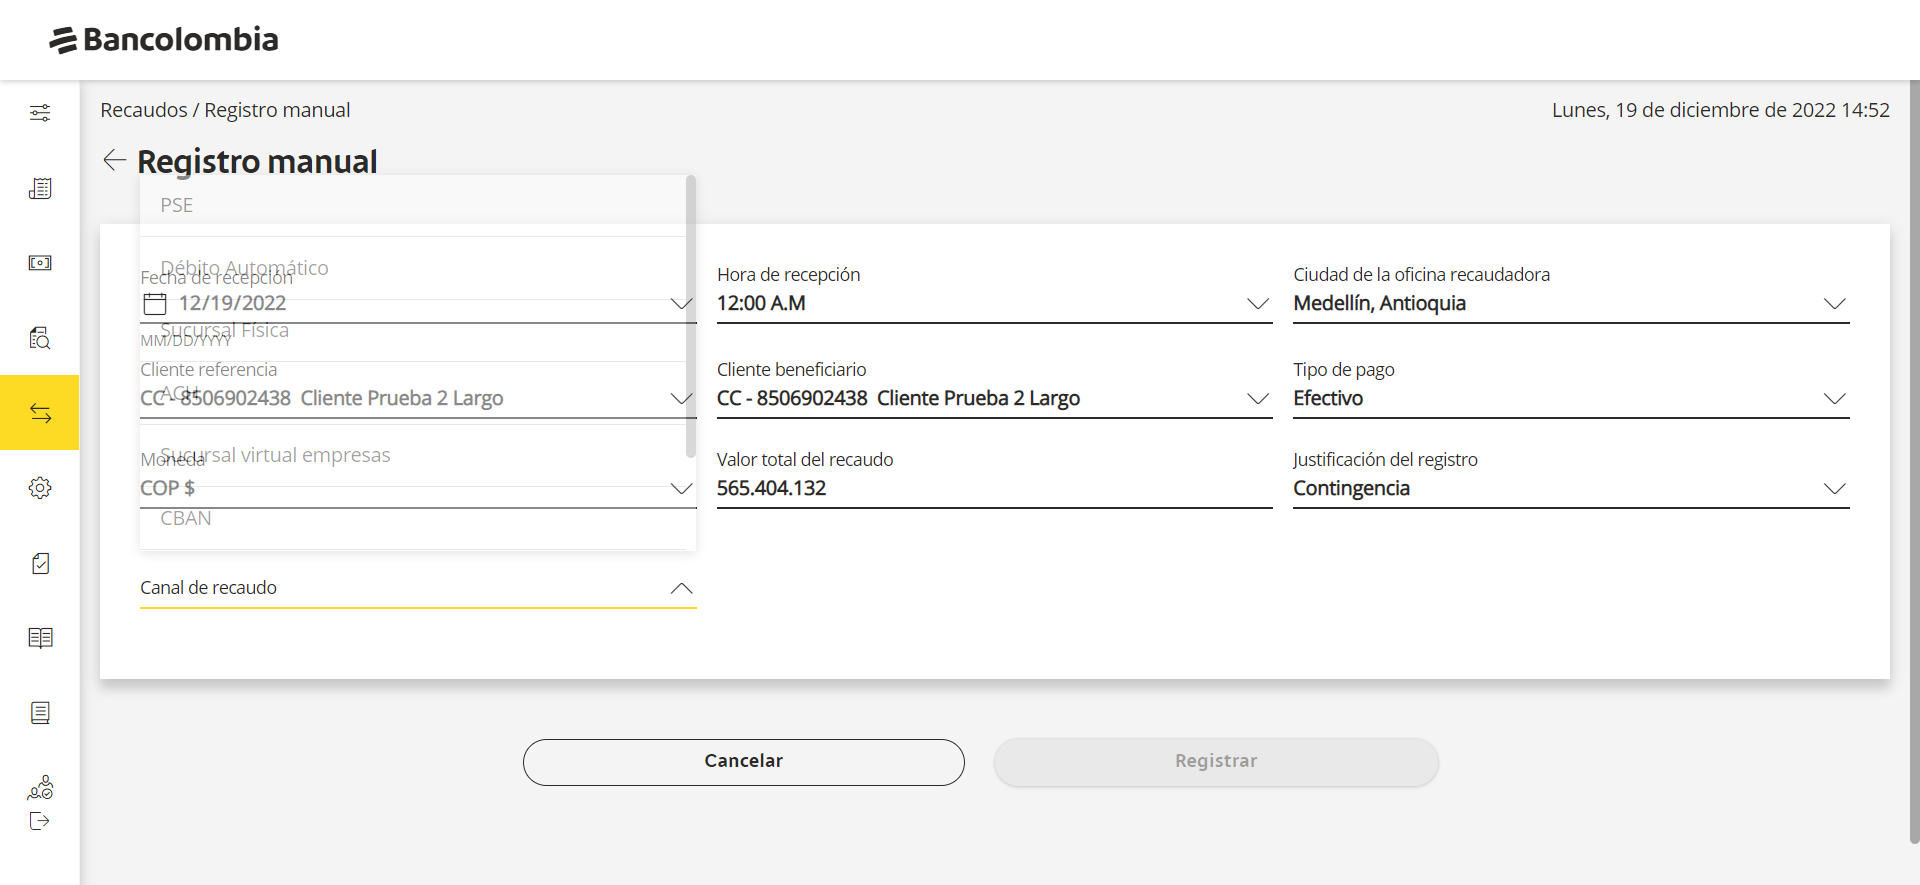 Bancolombia
Recaudos / Registro manual
Lunes, 19 de diciembre de 2022 14:52
Registro manual
PSE
Débito Automático
Sucursal Física
ACH
Sucursal virtual empresas
CBAN
Fecha de recepción
12/19/2022
MM/DD/YYYY
Hora de recepción
12:00 A.M
Ciudad de la oficina recaudadora
Medellín, Antioquia
Cliente referencia
CC - 8506902438 Cliente Prueba 2 Largo
Cliente beneficiario
CC - 8506902438 Cliente Prueba 2 Largo
Tipo de pago
Efectivo
Moneda
COP $
Valor total del recaudo
565.404.132
Justificación del registro
Contingencia
Canal de recaudo
Cancelar
Registrar